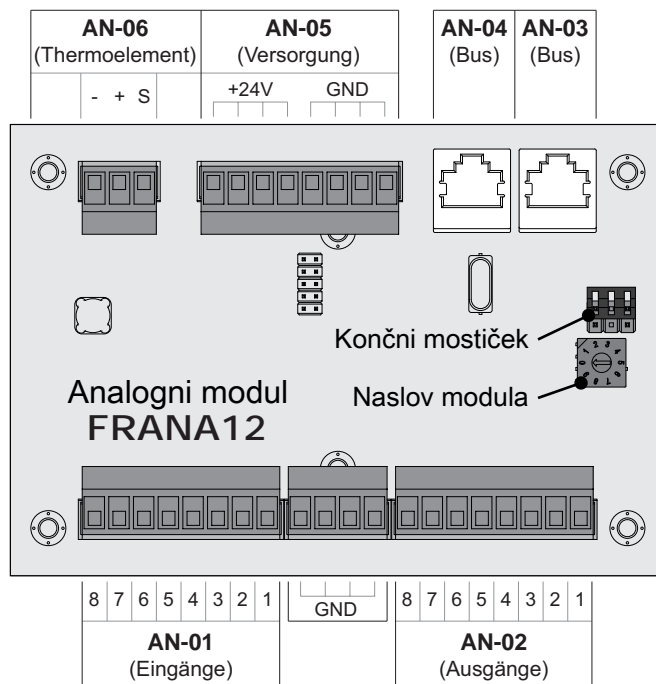 AN-06
(Thermoelement)
AN-05
(Versorgung)
AN-04
(Bus)
AN-03
(Bus)
- + S
+24V
GND
Končni mostiček
Naslov modula
Analogni modul
FRANA12
8 7 6 5 4 3 2 1
GND
8 7 6 5 4 3 2 1
AN-01
(Eingänge)
AN-02
(Ausgänge)